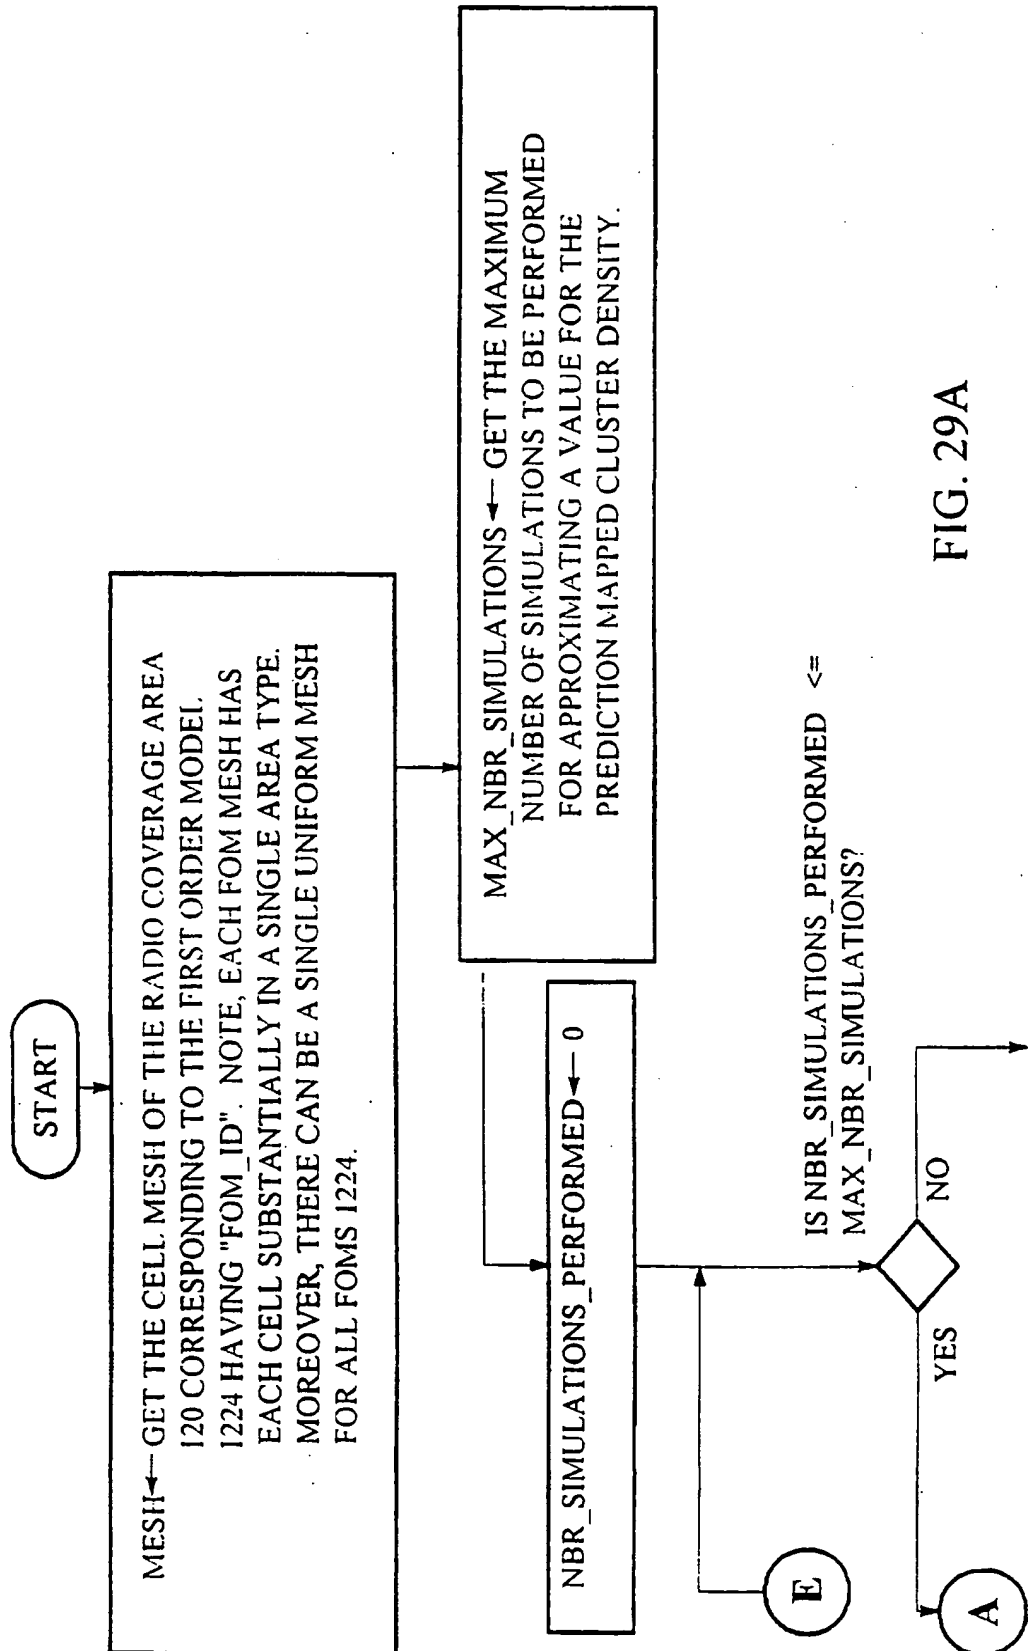 START
MESH ← GET THE CELL MESH OF THE RADIO COVERAGE AREA
120 CORRESPONDING TO THE FIRST ORDER MODEL
1224 HAVING "FOM_ID". NOTE, EACH FOM MESH HAS
EACH CELL SUBSTANTIALLY IN A SINGLE AREA TYPE.
MOREOVER, THERE CAN BE A SINGLE UNIFORM MESH
FOR ALL FOMS 1224.
MAX_NBR_SIMULATIONS ← GET THE MAXIMUM
NUMBER OF SIMULATIONS TO BE PERFORMED
FOR APPROXIMATING A VALUE FOR THE
PREDICTION MAPPED CLUSTER DENSITY.
NBR_SIMULATIONS_PERFORMED ← 0
E
IS NBR_SIMULATIONS_PERFORMED <=
MAX_NBR_SIMULATIONS?
YES
NO
A
FIG. 29A